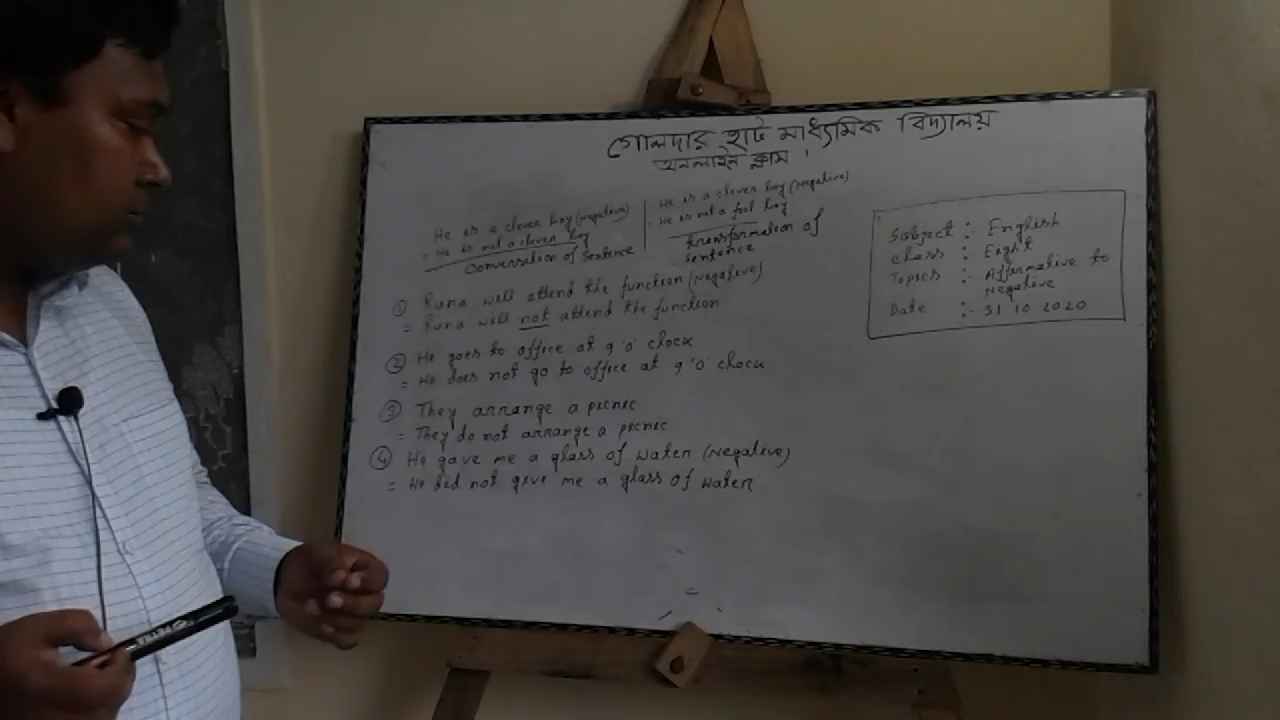 গোলদার হাট মাধ্যমিক বিদ্যালয়
অনলাইন ক্লাস ।
He is a clever boy (Negative)
= He is not a clever boy
Conversation of Sentence
He is a clever boy (Negative)
- He is not a fool boy
transformation of
Sentence
Subject :- English
class : Eight
Topics :- Affirmative to
Negative
Date :- 31 10 2020
① Runa will attend the function (Negative)
= Runa will not attend the function
② He goes to office at 9 'o' clock
= He does not go to office at 9 'o' clock
③ They arrange a picnic
= They do not arrange a picnic
④ He gave me a glass of water (Negative)
= He did not give me a glass of water